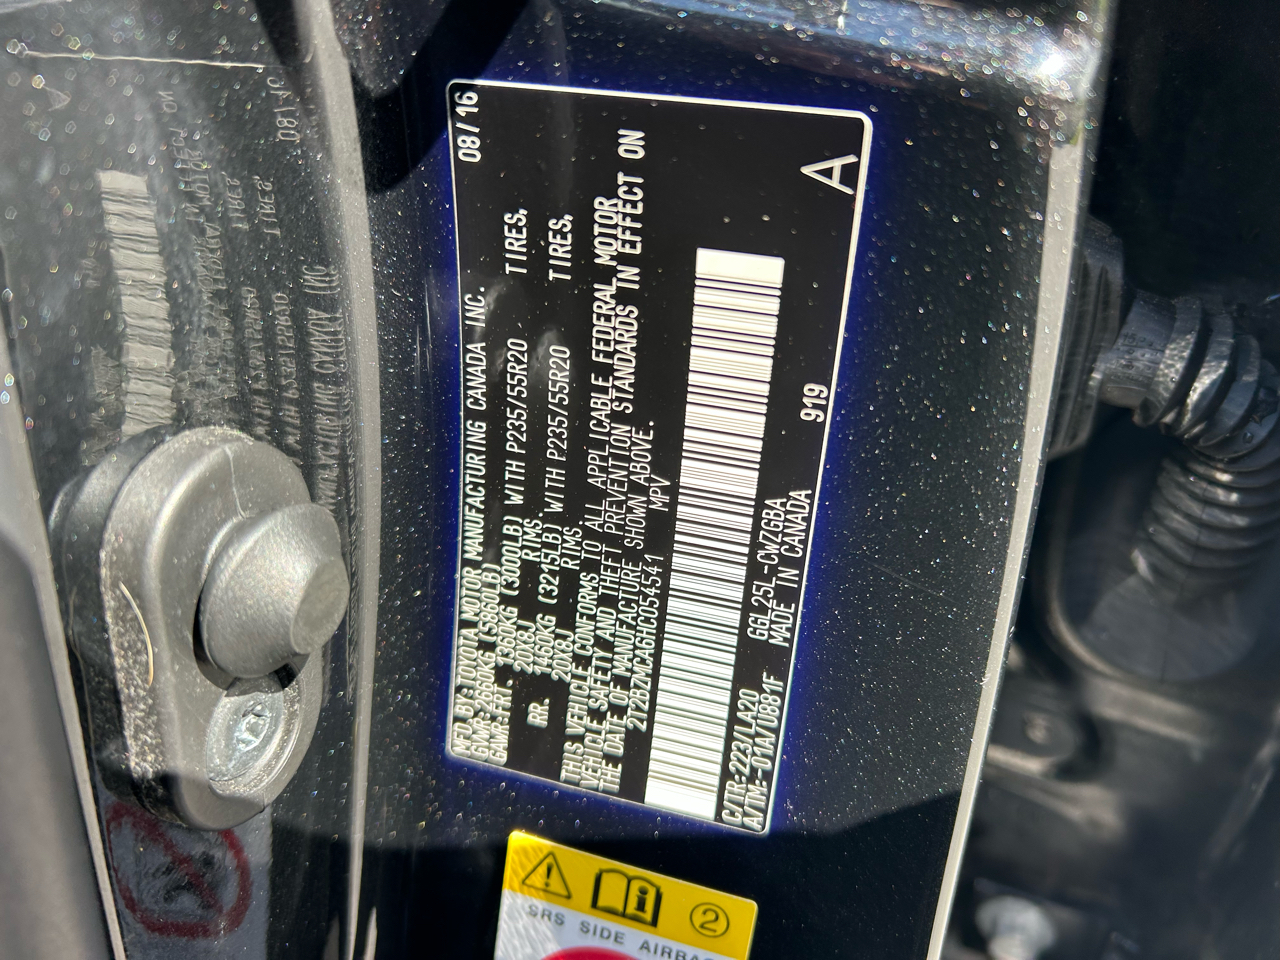 MFD. BY: TOYOTA MOTOR MANUFACTURING CANADA INC. 08/16
GVWR: 2660KG (5860LB)
GAWR: FRT. 1360KG (3000LB) WITH P235/55R20 TIRES,
20X8J RIMS.
RR. 1460KG (3215LB) WITH P235/55R20 TIRES,
20X8J RIMS.
THIS VEHICLE CONFORMS TO ALL APPLICABLE FEDERAL MOTOR
VEHICLE SAFETY AND THEFT PREVENTION STANDARDS IN EFFECT ON
THE DATE OF MANUFACTURE SHOWN ABOVE.
2T2BZMCA6HC054541 MPV
C/TR: 223/LA20 GGL25L-CWZGBA 919 A
A/TM:-01A/U881F MADE IN CANADA
2
SRS SIDE AIRBAG